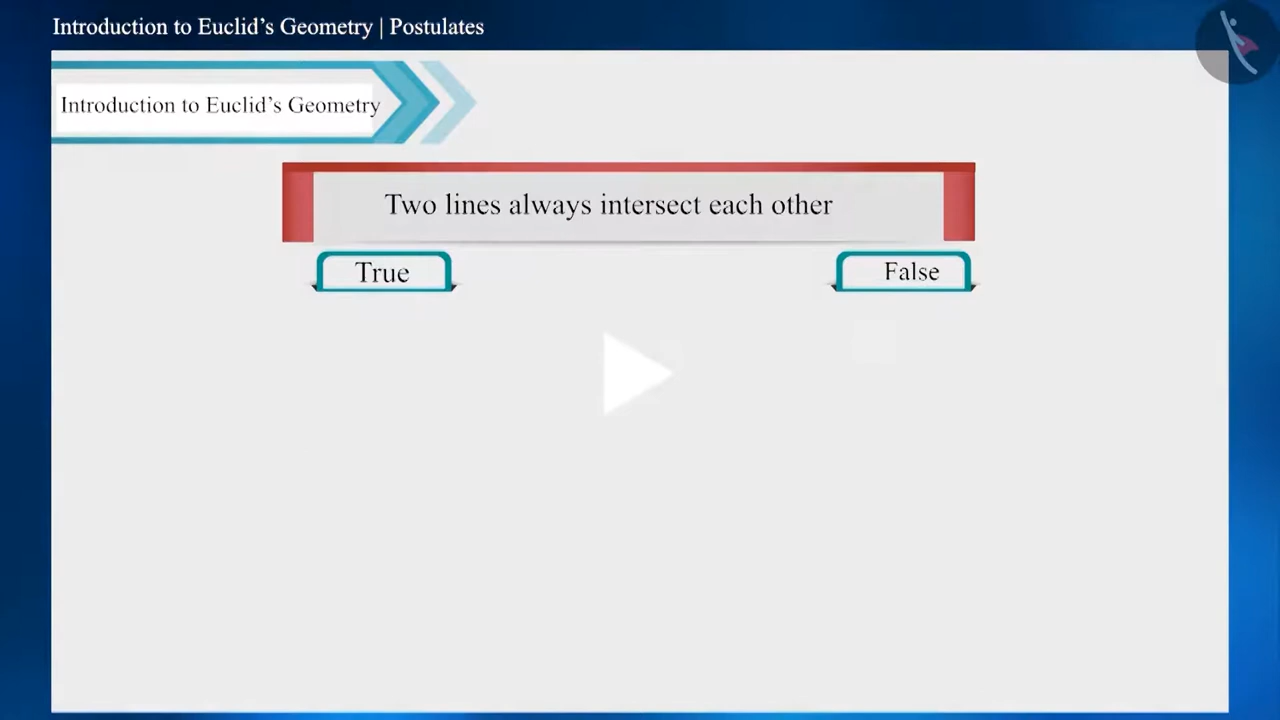 Introduction to Euclid’s Geometry | Postulates
Introduction to Euclid’s Geometry
Two lines always intersect each other
True
False